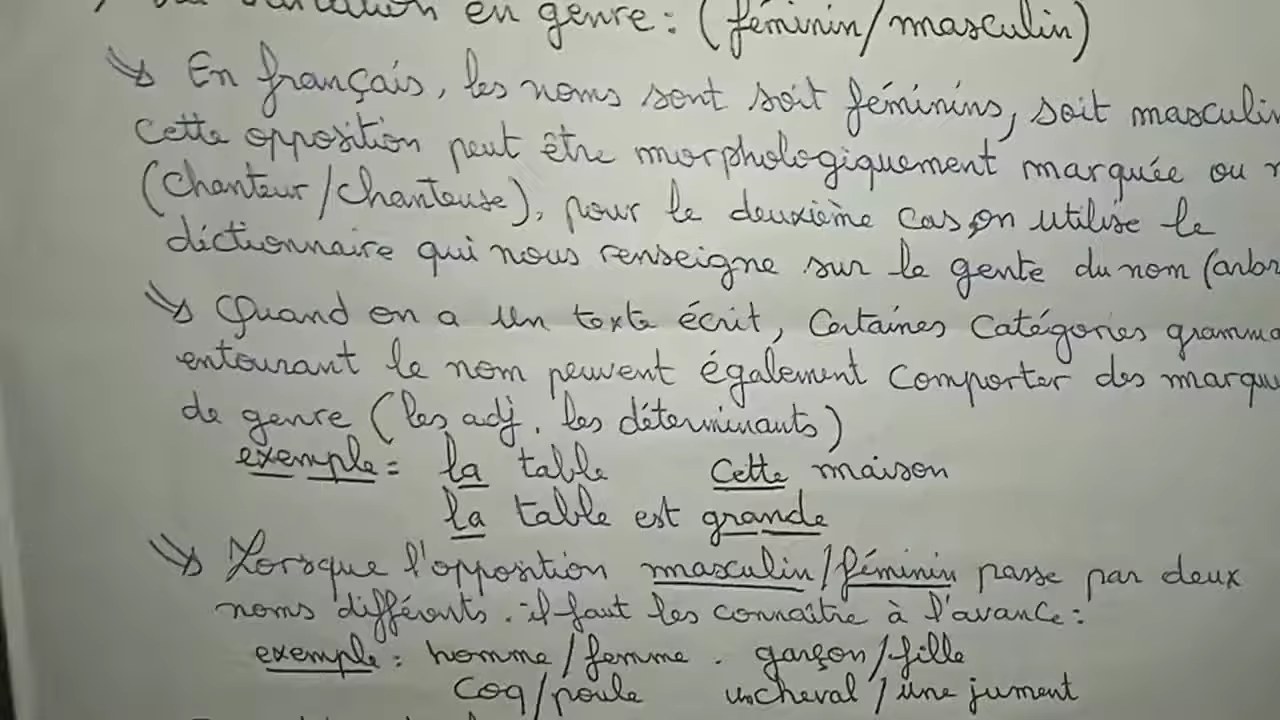 variation en genre : (féminin/masculin)
En français, les noms sont soit féminins, soit masculin
Cette opposition peut être morphologiquement marquée ou
(Chanteur/Chanteuse), pour le deuxième cas, on utilise le
dictionnaire qui nous renseigne sur le gente du nom (arbr
Quand on a un texte écrit, Certaines Catégories gramma
entourant le nom peuvent également Comporter des marqu
de genre (les adj, les déterminants)
exemple = la table Cette maison
la table est grande
Lorsque l'opposition masculin/féminin passe par deux
noms différents. il faut les connaître à l'avance :
exemple : homme/femme. garçon/fille
Coq/poule un cheval / une jument